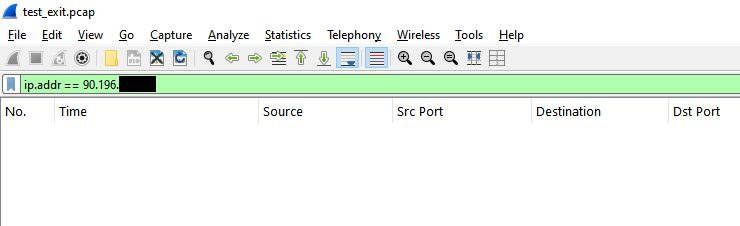 test_exit.pcap
File Edit View Go Capture Analyze Statistics Telephony Wireless Tools Help
ip.addr == 90.196.
No. Time Source Src Port Destination Dst Port